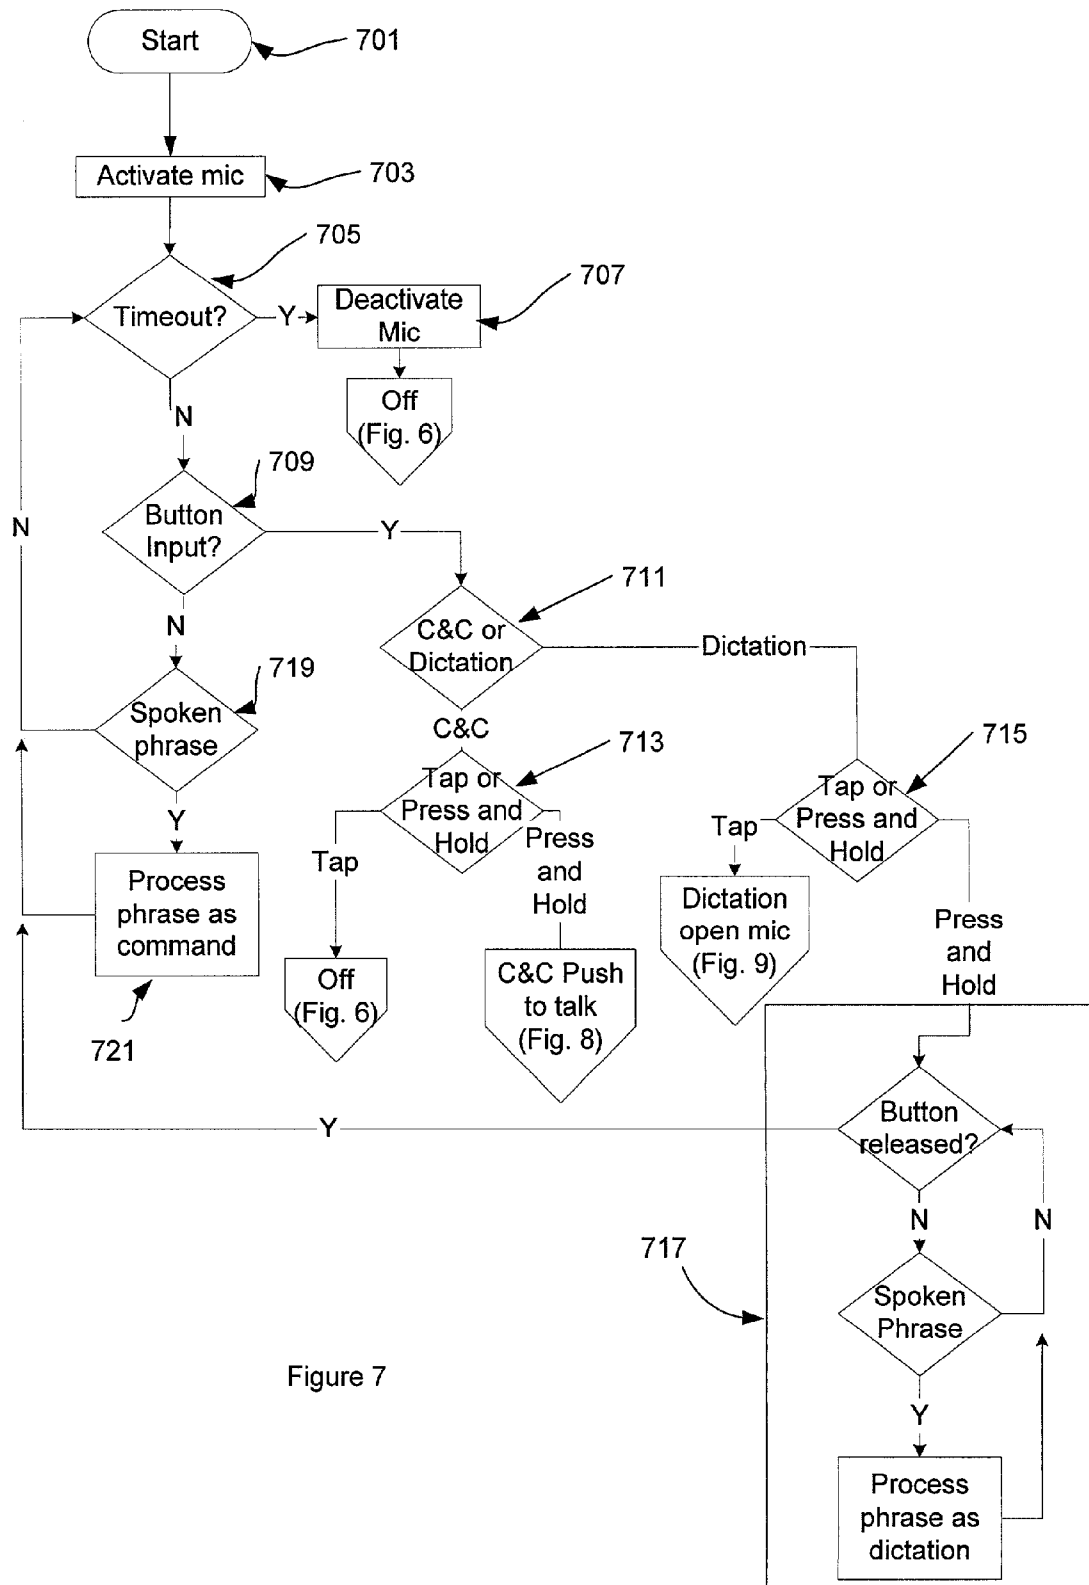 Start
701
Activate mic
703
705
Timeout?
Y
Deactivate
Mic
707
Off
(Fig. 6)
N
N
709
Button
Input?
Y
711
C&C or
Dictation
Dictation
N
719
Spoken
phrase
C&C
713
Tap or
Press and
Hold
715
Tap or
Press and
Hold
Y
Tap
Press
and
Hold
Tap
Process
phrase as
command
721
Off
(Fig. 6)
C&C Push
to talk
(Fig. 8)
Dictation
open mic
(Fig. 9)
Press
and
Hold
Y
Button
released?
N
N
717
Spoken
Phrase
Y
Process
phrase as
dictation
Figure 7